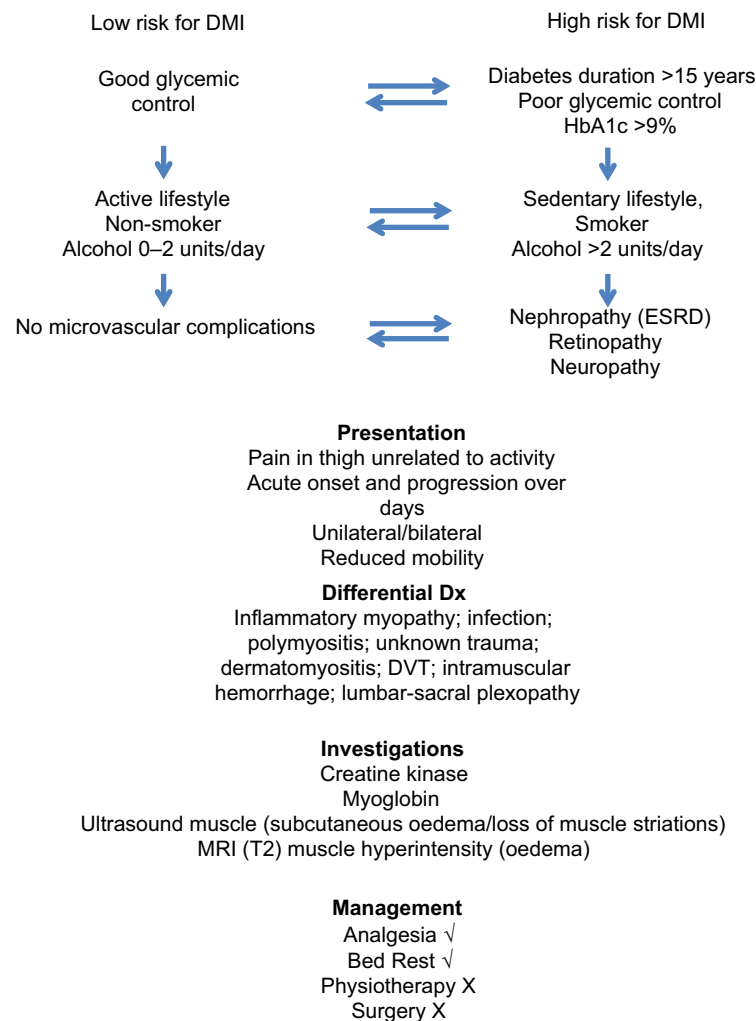 Low risk for DMI
High risk for DMI
Good glycemic
control
Diabetes duration >15 years
Poor glycemic control
HbA1c >9%
Active lifestyle
Non-smoker
Alcohol 0–2 units/day
Sedentary lifestyle,
Smoker
Alcohol >2 units/day
No microvascular complications
Nephropathy (ESRD)
Retinopathy
Neuropathy
Presentation
Pain in thigh unrelated to activity
Acute onset and progression over
days
Unilateral/bilateral
Reduced mobility
Differential Dx
Inflammatory myopathy; infection;
polymyositis; unknown trauma;
dermatomyositis; DVT; intramuscular
hemorrhage; lumbar-sacral plexopathy
Investigations
Creatine kinase
Myoglobin
Ultrasound muscle (subcutaneous oedema/loss of muscle striations)
MRI (T2) muscle hyperintensity (oedema)
Management
Analgesia √
Bed Rest √
Physiotherapy X
Surgery X